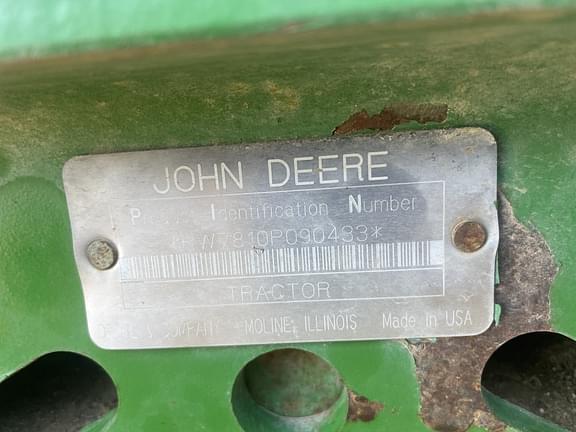 JOHN DEERE
P I Identification Number
W7810P090433*
TRACTOR
MOLINE, ILLINOIS Made in USA